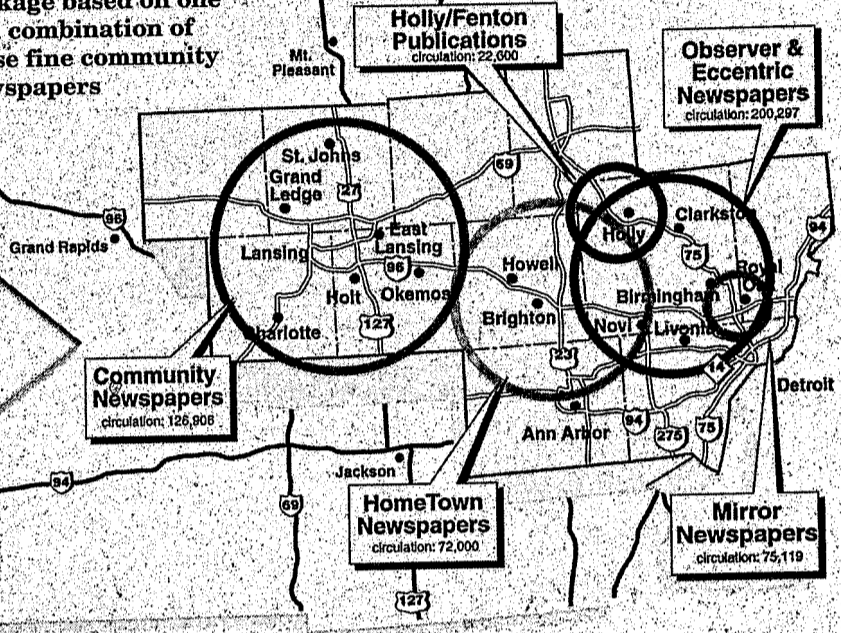 kage based on one
combination of
se fine community
vspapers
Mt.
Pleasant
Holly/Fenton
Publications
circulation: 22,600
Observer &
Eccentric
Newspapers
circulation: 200,297
St. Johns
Grand
Ledge
27
69
96
Grand Rapids
Lansing
East
Lansing
96
Holt
Okemos
Charlotte
127
Howell
Brighton
Holly
Clarkston
94
75
Royal
Birmingham
Novi
Livonia
23
14
Detroit
Ann Arbor
94
275
75
Community
Newspapers
circulation: 126,906
94
69
Jackson
HomeTown
Newspapers
circulation: 72,000
Mirror
Newspapers
circulation: 75,119
127